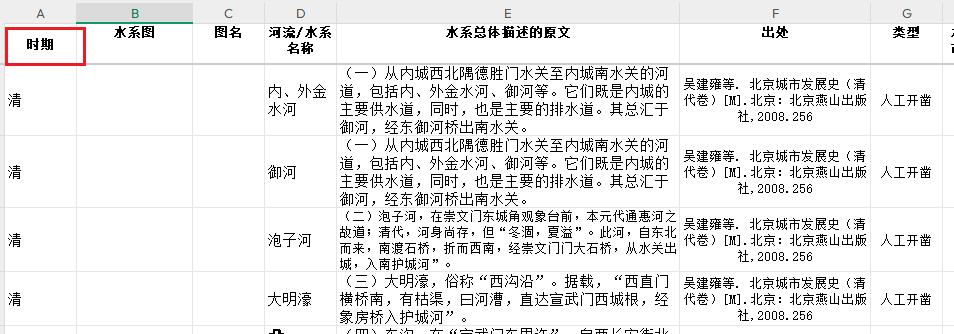 A B C D E F G
时期 水系图 图名 河流/水系名称 水系总体描述的原文 出处 类型
清
内、外金水河
（一）从内城西北隅德胜门水关至内城南水关的河
道，包括内、外金水河、御河等。它们既是内城的
主要供水道，同时，也是主要的排水道。其总汇于
御河，经东御河桥出南水关。
吴建雍等. 北京城市发展史（清
代卷）[M].北京：北京燕山出版
社,2008.256
人工开凿
清
御河
（一）从内城西北隅德胜门水关至内城南水关的河
道，包括内、外金水河、御河等。它们既是内城的
主要供水道，同时，也是主要的排水道。其总汇于
御河，经东御河桥出南水关。
吴建雍等. 北京城市发展史（清
代卷）[M].北京：北京燕山出版
社,2008.256
人工开凿
清
泡子河
（二）泡子河，在崇文门东城角观象台前，本元代通惠河之
故道；清代，河身尚存，但“冬涸，夏溢”。此河，自东北
而来，南渡石桥，折而西南，经崇文门门大石桥，从水关出
城，入南护城河”。
吴建雍等. 北京城市发展史（清
代卷）[M].北京：北京燕山出版
社,2008.256
人工开凿
清
大明濠
（三）大明濠，俗称“西沟沿”。据载，“西直门
横桥南，有枯渠，曰河漕，直达宣武门西城根，经
象房桥入护城河”。
吴建雍等. 北京城市发展史（清
代卷）[M].北京：北京燕山出版
社,2008.256
人工开凿